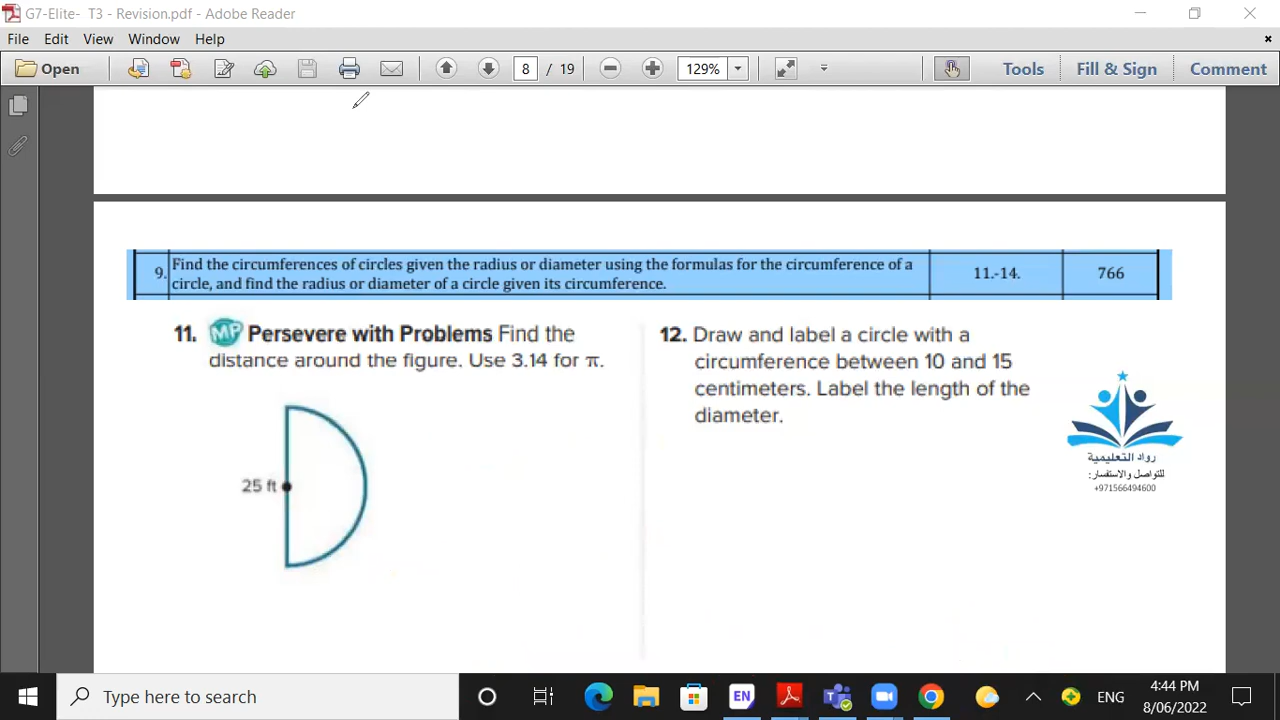 G7-Elite- T3 - Revision.pdf - Adobe Reader
File Edit View Window Help
Open 8 / 19 129% Tools Fill & Sign Comment
9. Find the circumferences of circles given the radius or diameter using the formulas for the circumference of a 11.-14. 766
circle, and find the radius or diameter of a circle given its circumference.
11. MP Persevere with Problems Find the
distance around the figure. Use 3.14 for π.
25 ft
12. Draw and label a circle with a
circumference between 10 and 15
centimeters. Label the length of the
diameter.
رواد التعليمية
للتواصل والاستفسار:
+971566494600
Type here to search EN ENG 4:44 PM
8/06/2022